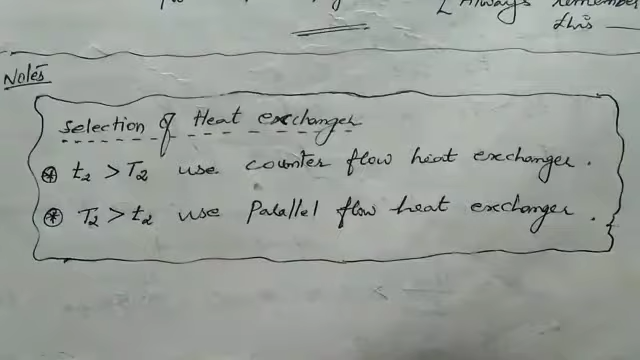 [ Always remember
this
Notes
Selection of Heat exchanger
* t₂ > T₂ use counter flow heat exchanger.
* T₂ > t₂ use parallel flow heat exchanger.